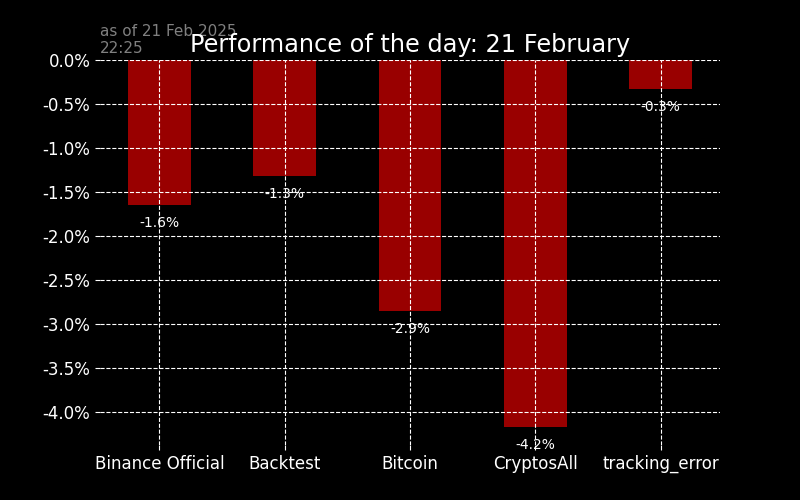 as of 21 Feb 2025
22:25
Performance of the day: 21 February
0.0%
-0.5%
-1.0%
-1.5%
-2.0%
-2.5%
-3.0%
-3.5%
-4.0%
-1.6%
-1.3%
-2.9%
-4.2%
-0.3%
Binance Official
Backtest
Bitcoin
CryptosAll
tracking_error